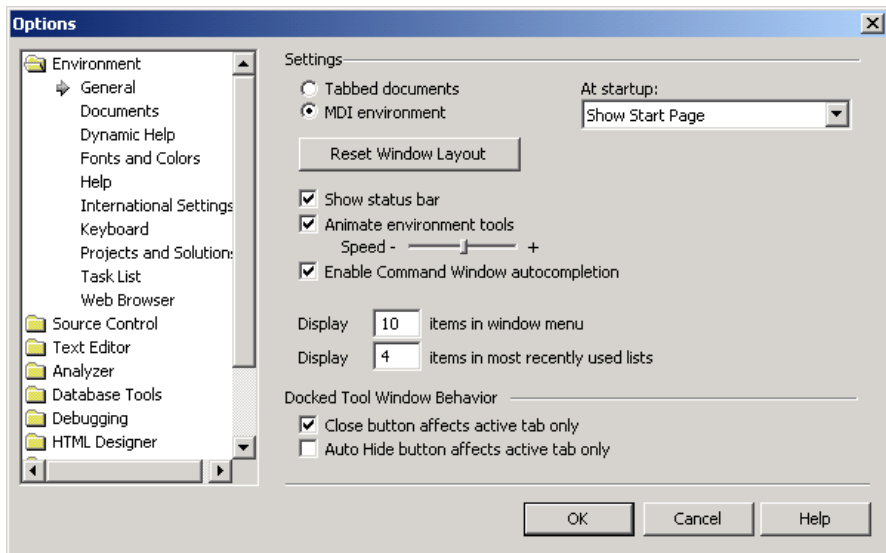 Options
Environment
General
Documents
Dynamic Help
Fonts and Colors
Help
International Settings
Keyboard
Projects and Solution
Task List
Web Browser
Source Control
Text Editor
Analyzer
Database Tools
Debugging
HTML Designer
Settings
Tabbed documents
MDI environment
At startup:
Show Start Page
Reset Window Layout
Show status bar
Animate environment tools
Speed - +
Enable Command Window autocompletion
Display 10 items in window menu
Display 4 items in most recently used lists
Docked Tool Window Behavior
Close button affects active tab only
Auto Hide button affects active tab only
OK Cancel Help